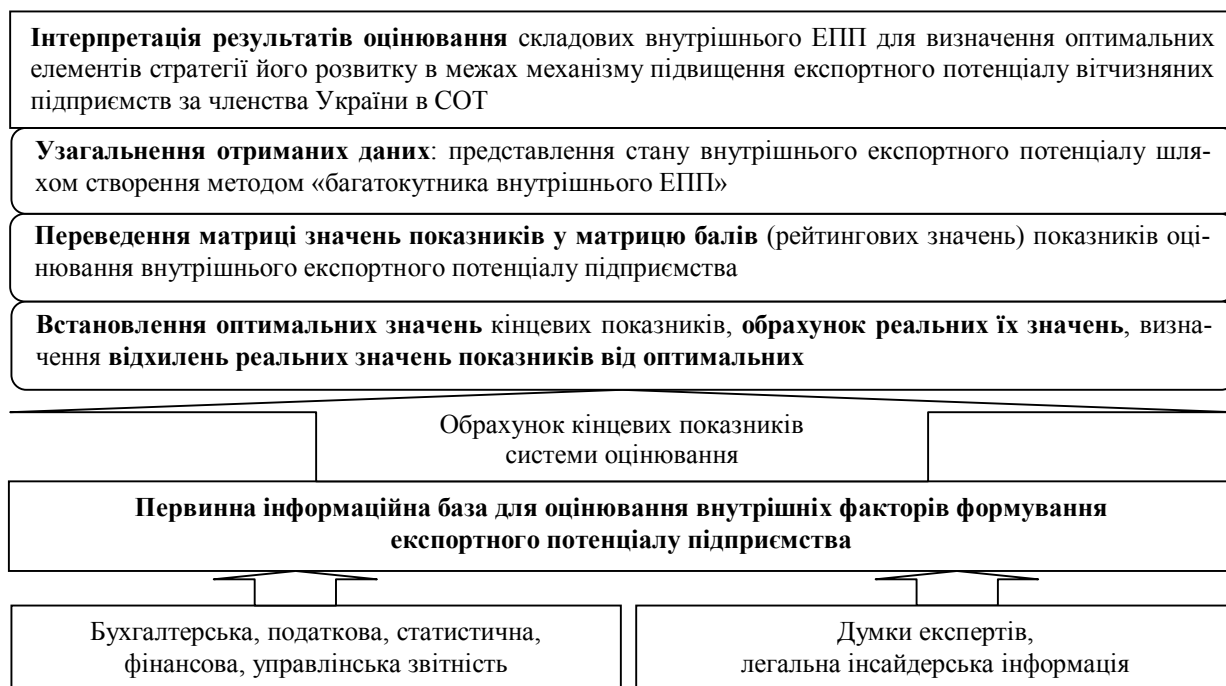 Інтерпретація результатів оцінювання складових внутрішнього ЕПП для визначення оптимальних
елементів стратегії його розвитку в межах механізму підвищення експортного потенціалу вітчизняних
підприємств за членства України в СОТ
Узагальнення отриманих даних: представлення стану внутрішнього експортного потенціалу шля-
хом створення методом «багатокутника внутрішнього ЕПП»
Переведення матриці значень показників у матрицю балів (рейтингових значень) показників оці-
нювання внутрішнього експортного потенціалу підприємства
Встановлення оптимальних значень кінцевих показників, обрахунок реальних їх значень, визна-
чення відхилень реальних значень показників від оптимальних
Обрахунок кінцевих показників
системи оцінювання
Первинна інформаційна база для оцінювання внутрішніх факторів формування
експортного потенціалу підприємства
Бухгалтерська, податкова, статистична,
фінансова, управлінська звітність
Думки експертів,
легальна інсайдерська інформація